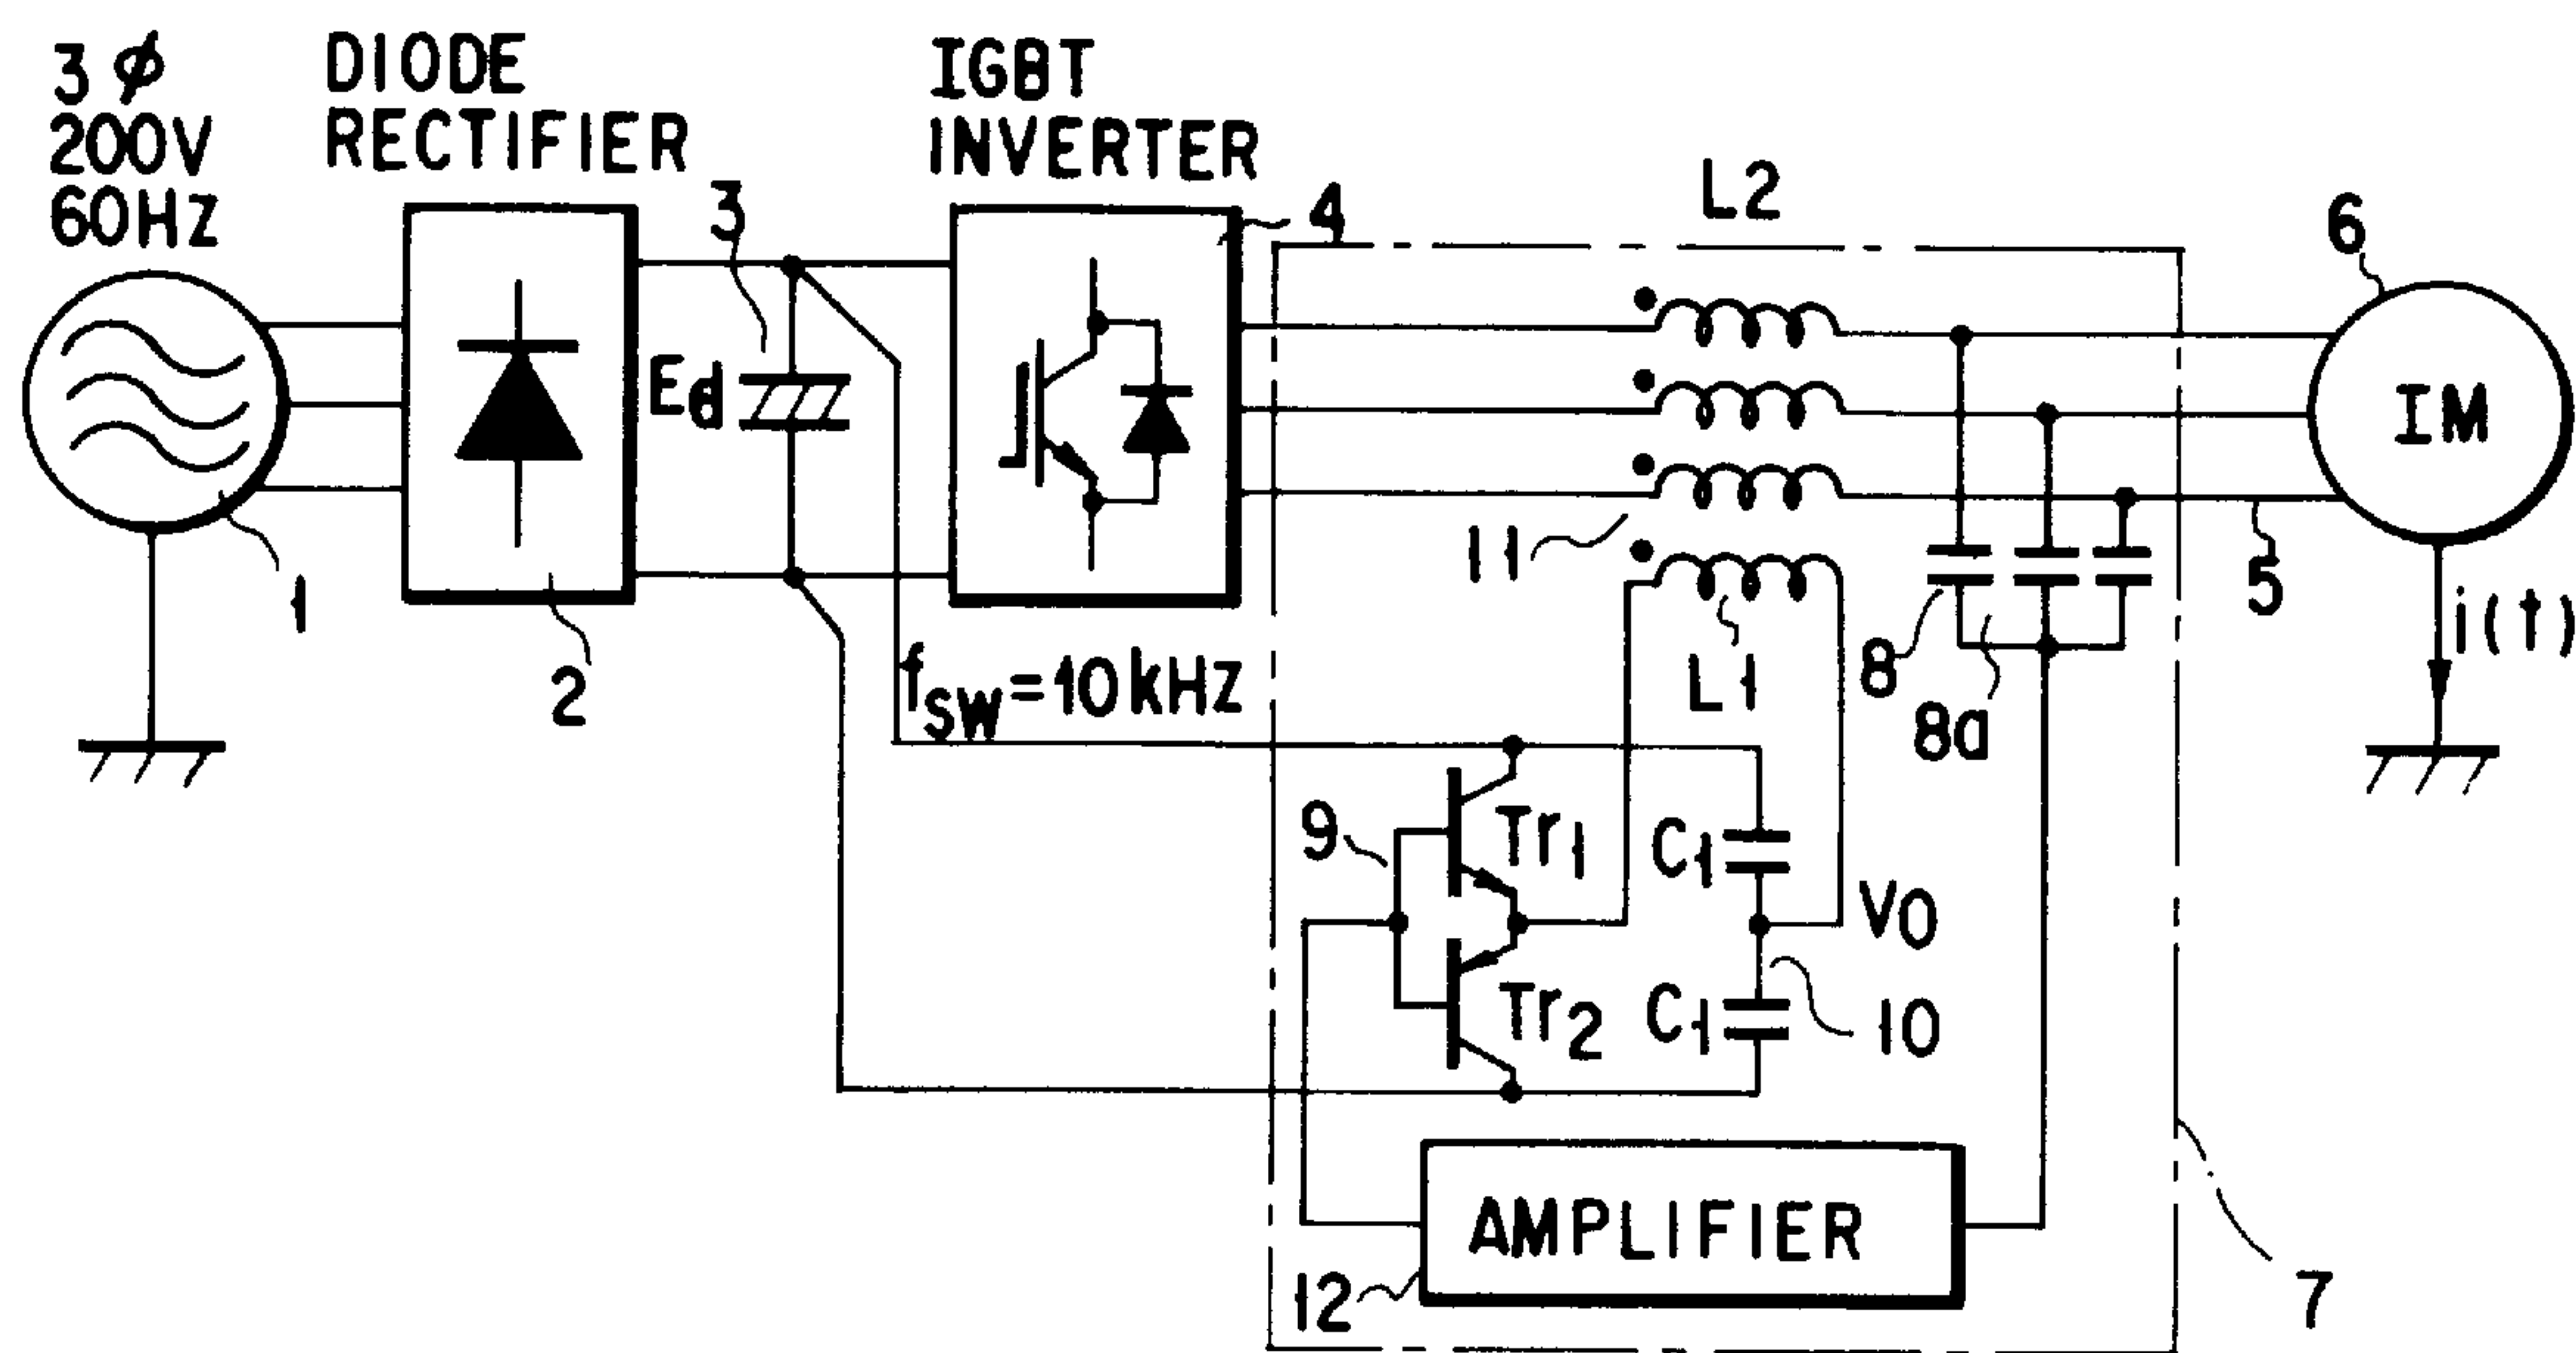 3 ϕ
200V
60HZ
DIODE
RECTIFIER
IGBT
INVERTER
1
2
3
Ed
4
fsw=10kHZ
L2
11
L1
5
6
IM
i(t)
8
8a
9
Tr1
Tr2
C1
C1
V0
10
AMPLIFIER
12
7